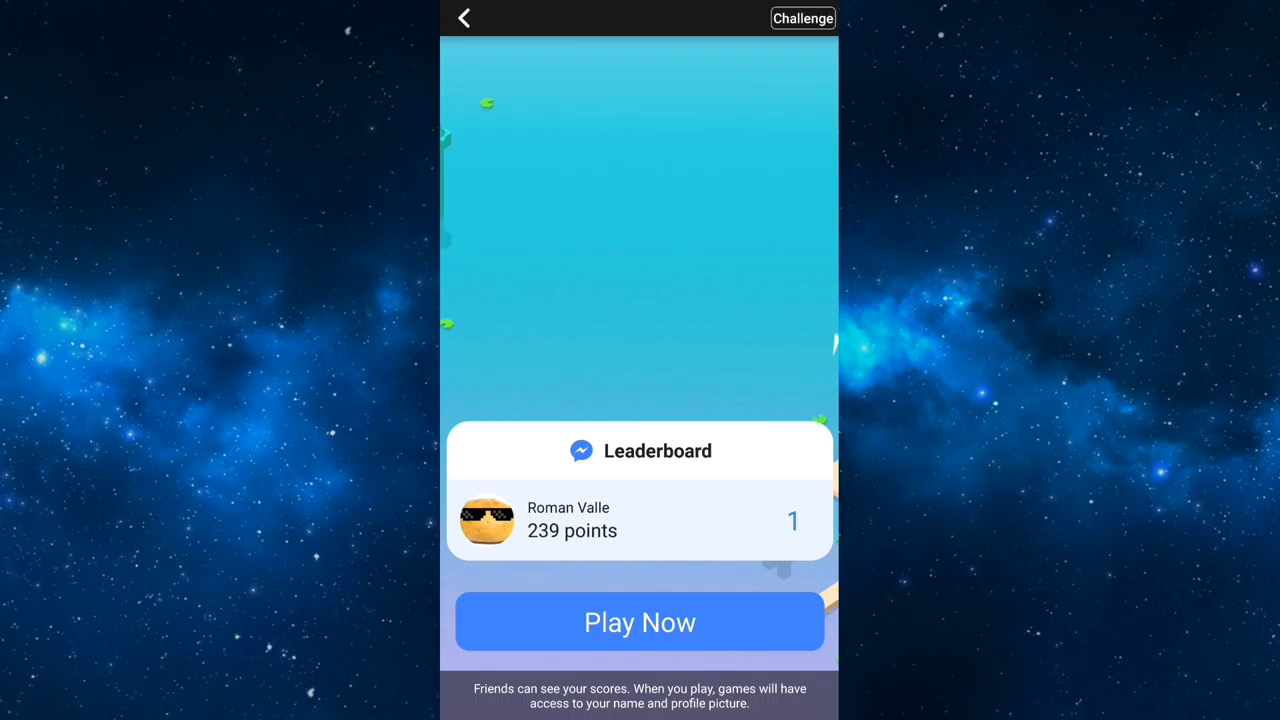 Challenge
Leaderboard
Roman Valle
239 points
1
Play Now
Friends can see your scores. When you play, games will have
access to your name and profile picture.